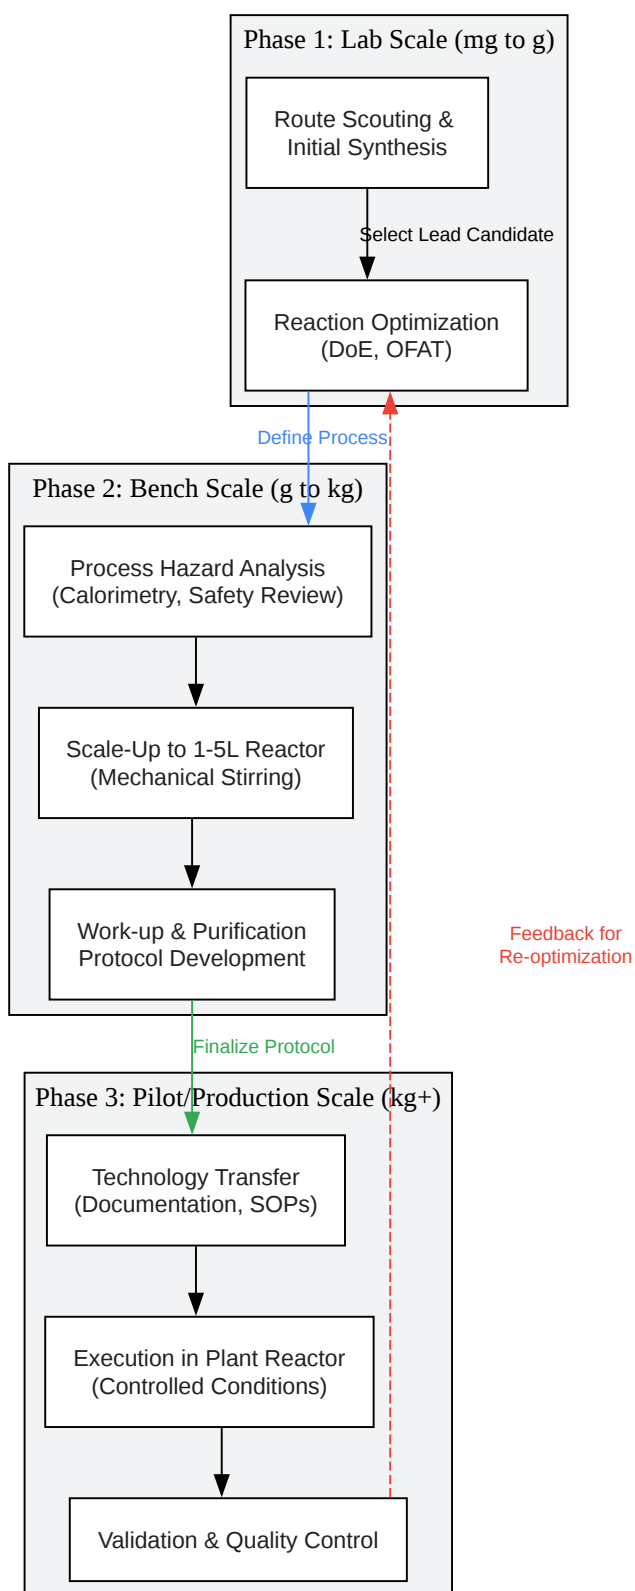 Phase 1: Lab Scale (mg to g)
Route Scouting &
Initial Synthesis
Select Lead Candidate
Reaction Optimization
(DoE, OFAT)
Define Process
Phase 2: Bench Scale (g to kg)
Process Hazard Analysis
(Calorimetry, Safety Review)
Scale-Up to 1-5L Reactor
(Mechanical Stirring)
Work-up & Purification
Protocol Development
Feedback for
Re-optimization
Finalize Protocol
Phase 3: Pilot/Production Scale (kg+)
Technology Transfer
(Documentation, SOPs)
Execution in Plant Reactor
(Controlled Conditions)
Validation & Quality Control